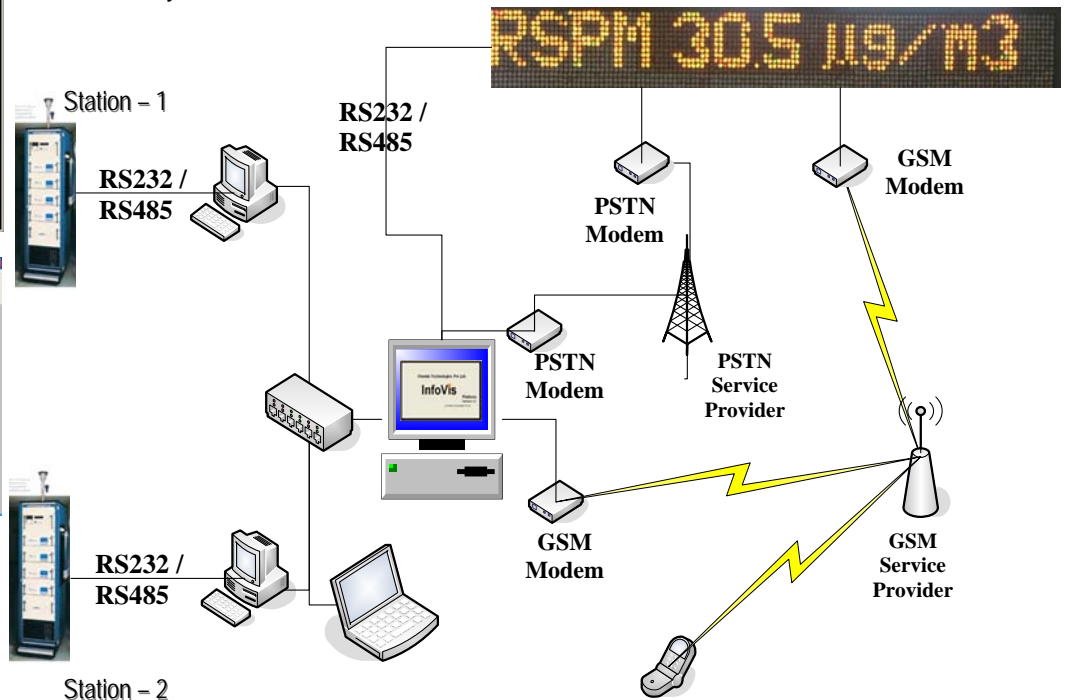 RSPM 30.5 µg/m3
Station – 1
RS232 /
RS485
RS232 /
RS485
GSM
Modem
PSTN
Modem
PSTN
Modem
PSTN
Service
Provider
InfoVis
GSM
Modem
GSM
Service
Provider
RS232 /
RS485
Station – 2